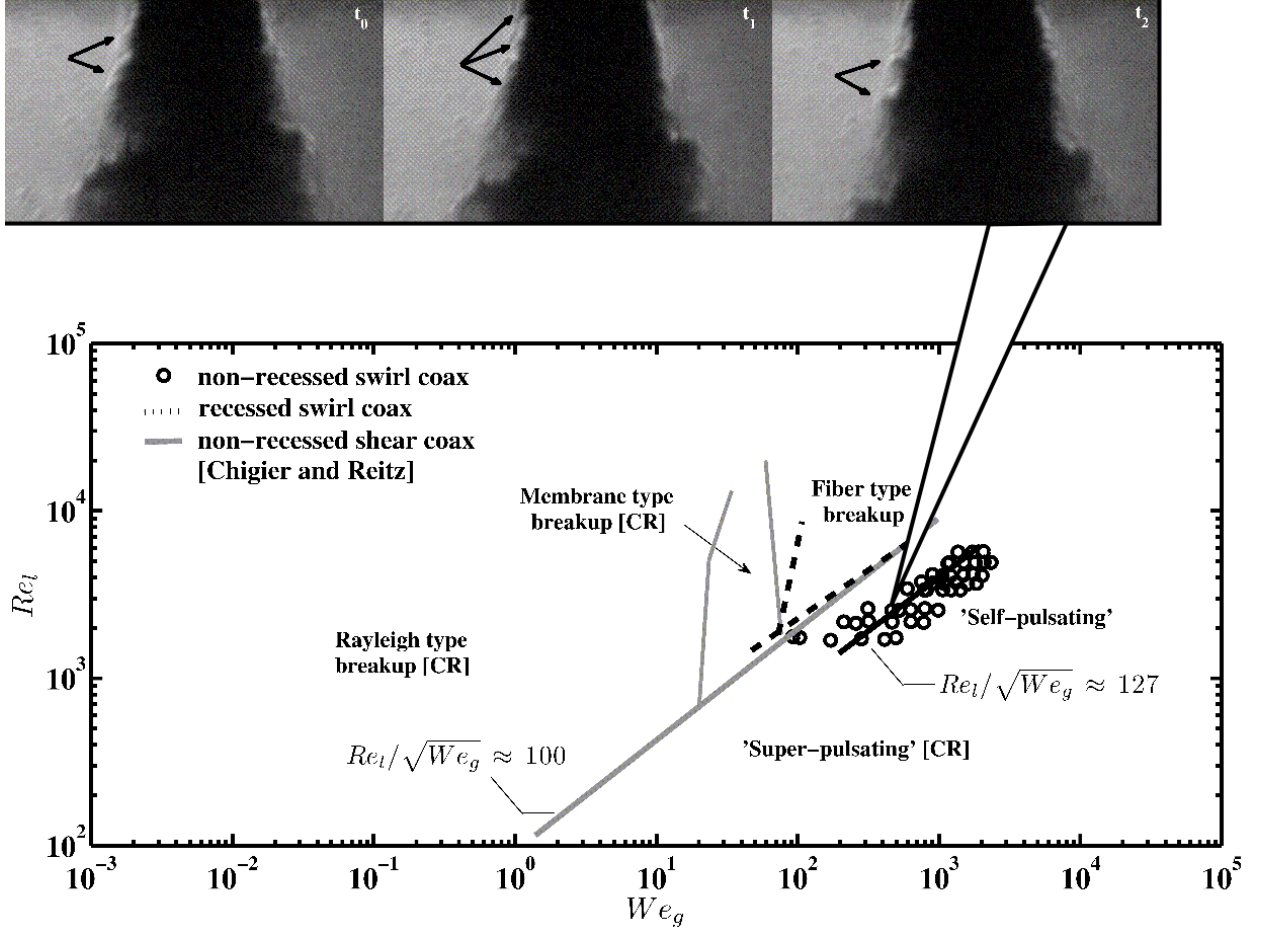 t0
t1
t2
10^5
10^4
10^3
10^2
Re_l
non-recessed swirl coax
recessed swirl coax
non-recessed shear coax
[Chigier and Reitz]
Membrane type
breakup [CR]
Fiber type
breakup
Rayleigh type
breakup [CR]
'Self-pulsating'
Re_l/√We_g ≈ 127
'Super-pulsating' [CR]
Re_l/√We_g ≈ 100
10^−3 10^−2 10^−1 10^0 10^1 10^2 10^3 10^4 10^5
We_g